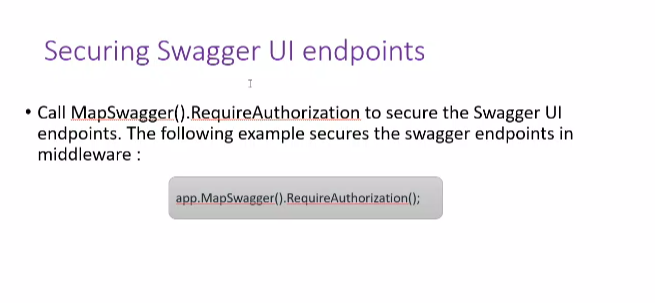 Securing Swagger UI endpoints
• Call MapSwagger().RequireAuthorization to secure the Swagger UI
endpoints. The following example secures the swagger endpoints in
middleware :
app.MapSwagger().RequireAuthorization();